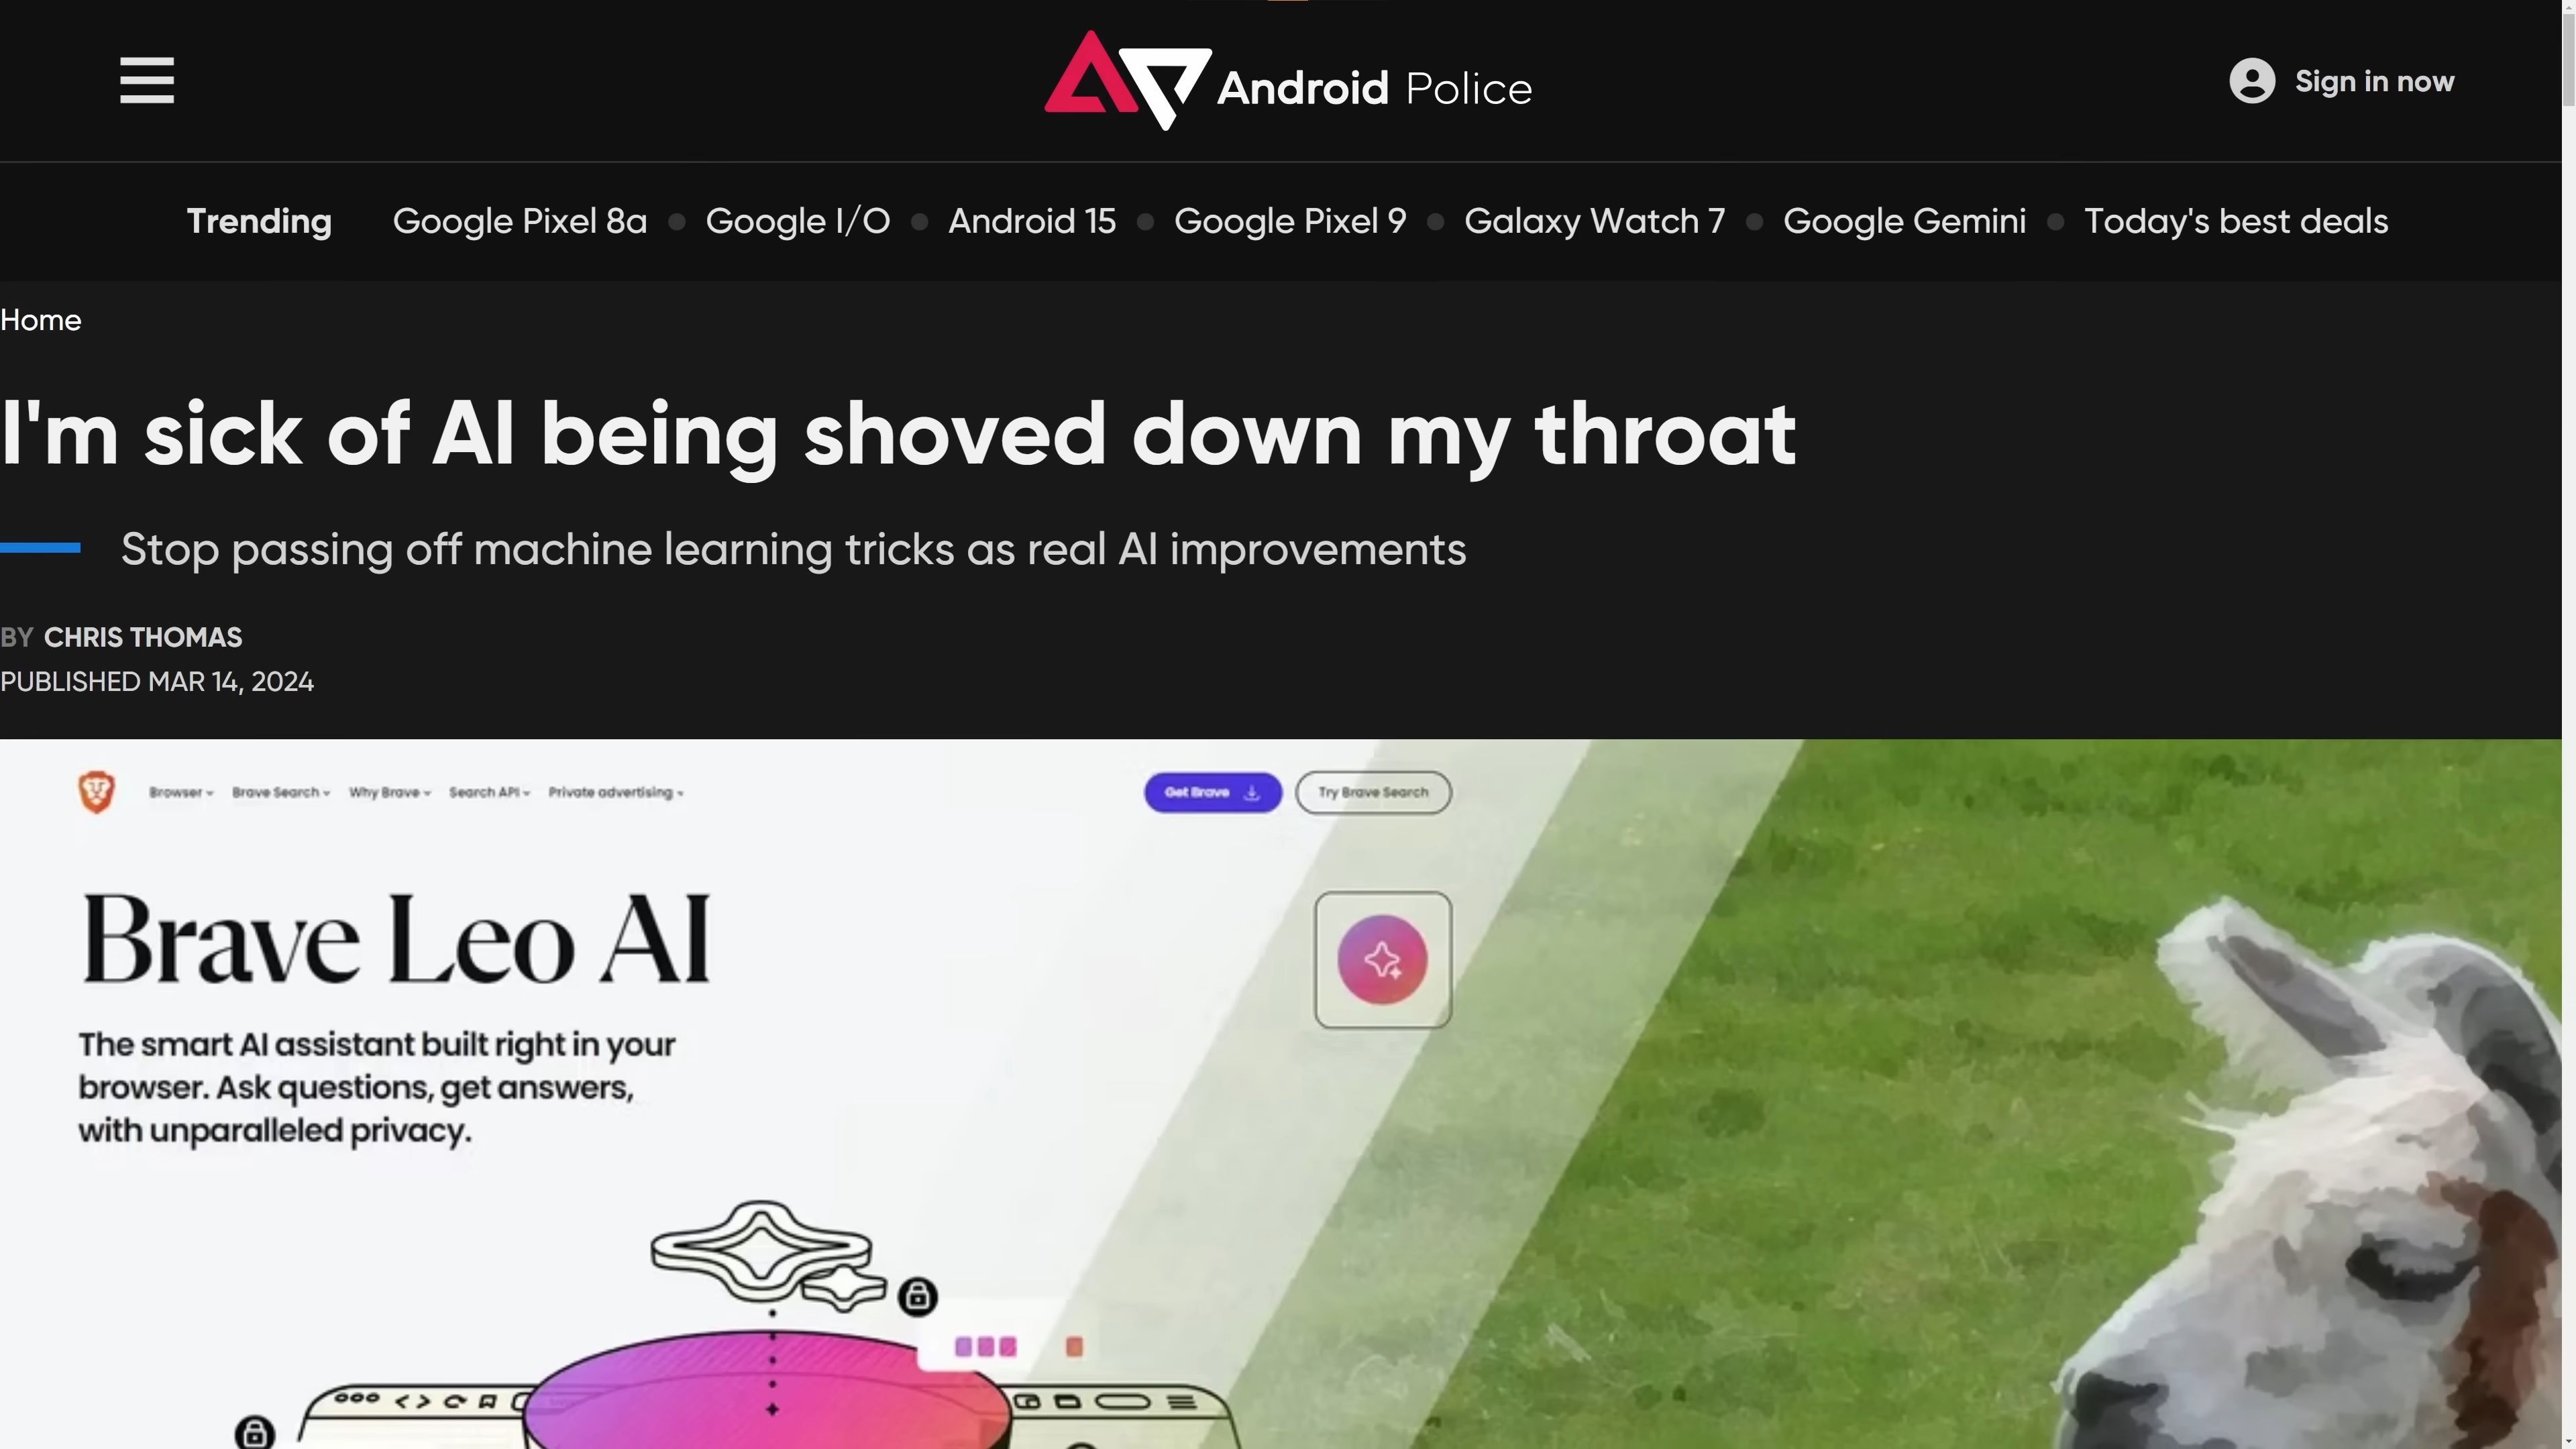 Android Police
Sign in now
Trending Google Pixel 8a Google I/O Android 15 Google Pixel 9 Galaxy Watch 7 Google Gemini Today's best deals
Home
I'm sick of AI being shoved down my throat
Stop passing off machine learning tricks as real AI improvements
BY CHRIS THOMAS
PUBLISHED MAR 14, 2024
Browser Brave Search Why Brave Search API Private advertising
Get Brave Try Brave Search
Brave Leo AI
The smart AI assistant built right in your
browser. Ask questions, get answers,
with unparalleled privacy.